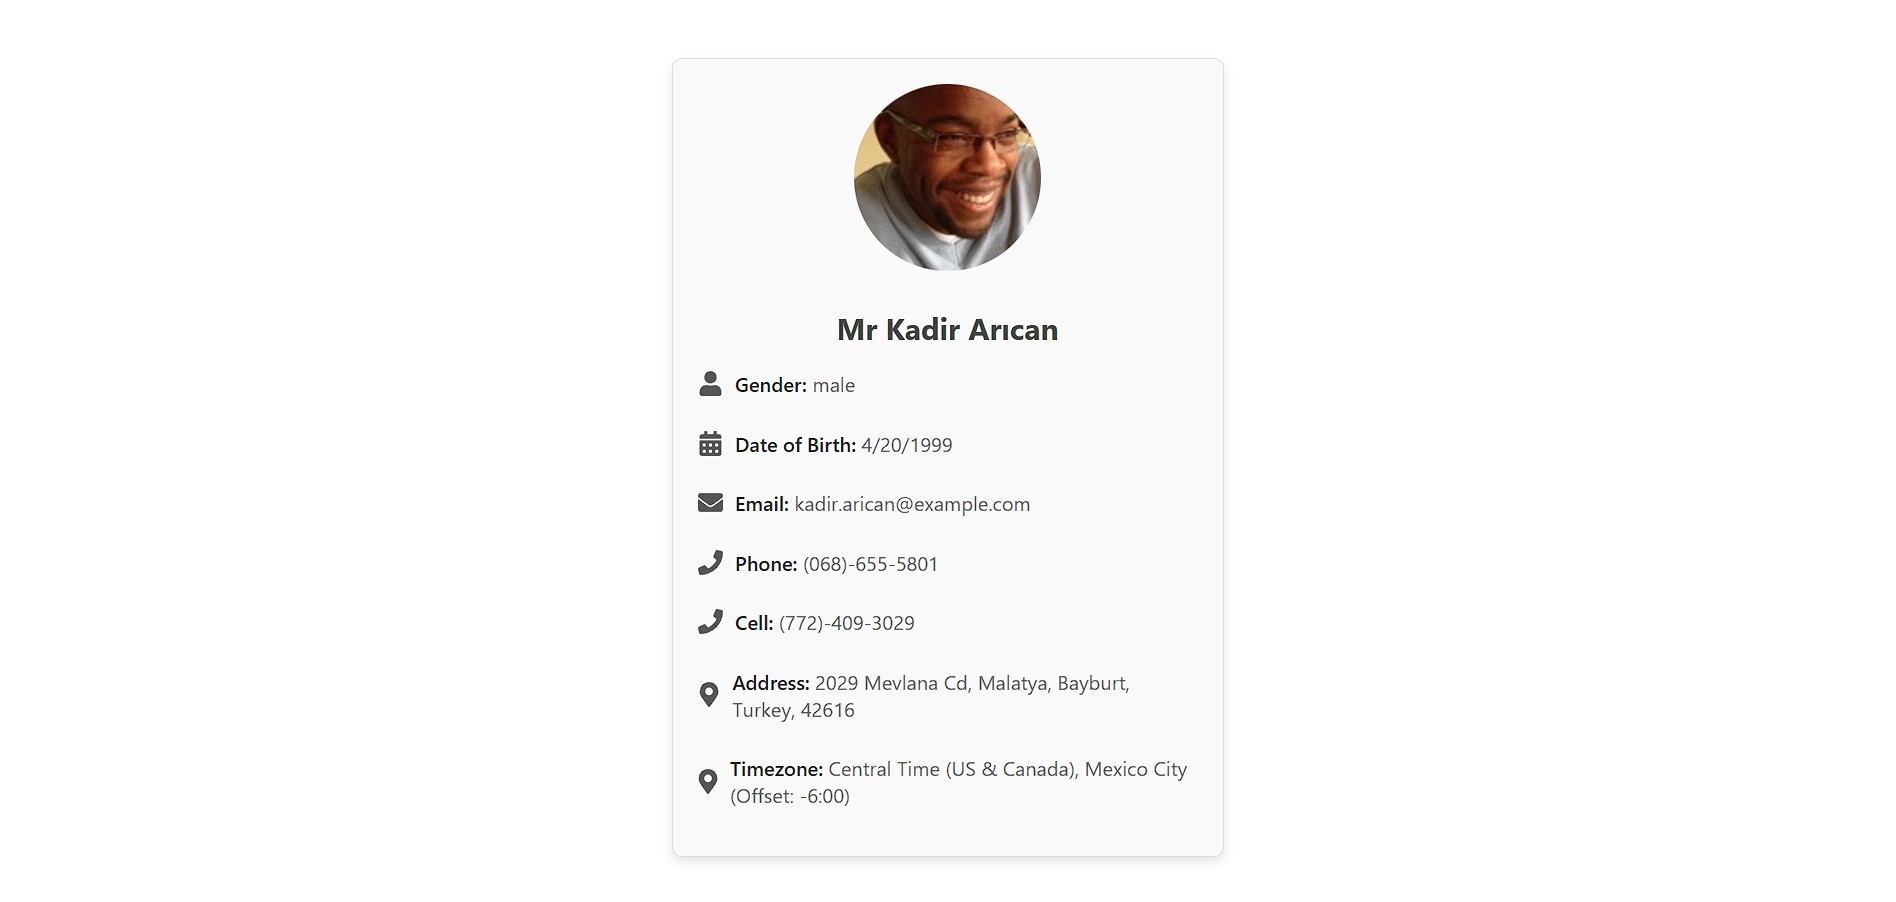 Mr Kadir Arıcan
Gender: male
Date of Birth: 4/20/1999
Email: kadir.arican@example.com
Phone: (068)-655-5801
Cell: (772)-409-3029
Address: 2029 Mevlana Cd, Malatya, Bayburt,
Turkey, 42616
Timezone: Central Time (US & Canada), Mexico City
(Offset: -6:00)